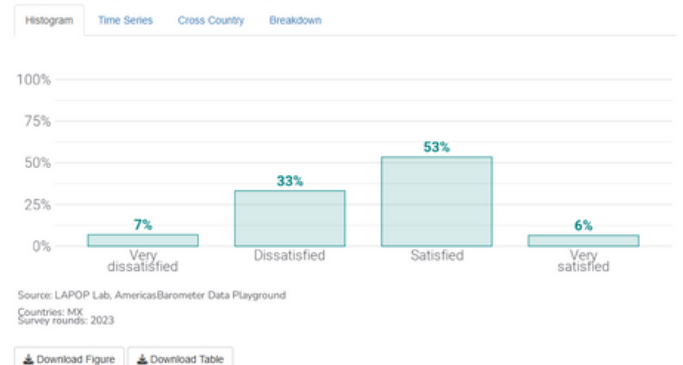 Histogram Time Series Cross Country Breakdown
100%
75%
50%
25%
0%
7%
33%
53%
6%
Very
dissatisfied
Dissatisfied
Satisfied
Very
satisfied
Source: LAPOP Lab, AmericasBarometer Data Playground
Countries: MX
Survey rounds: 2023
Download Figure Download Table